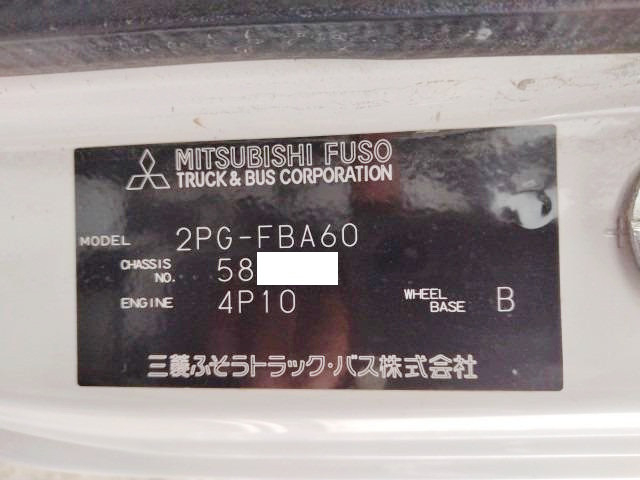 MITSUBISHI FUSO
TRUCK & BUS CORPORATION
MODEL 2PG-FBA60
CHASSIS NO. 58
ENGINE 4P10 WHEEL BASE B
三菱ふそうトラック・バス株式会社